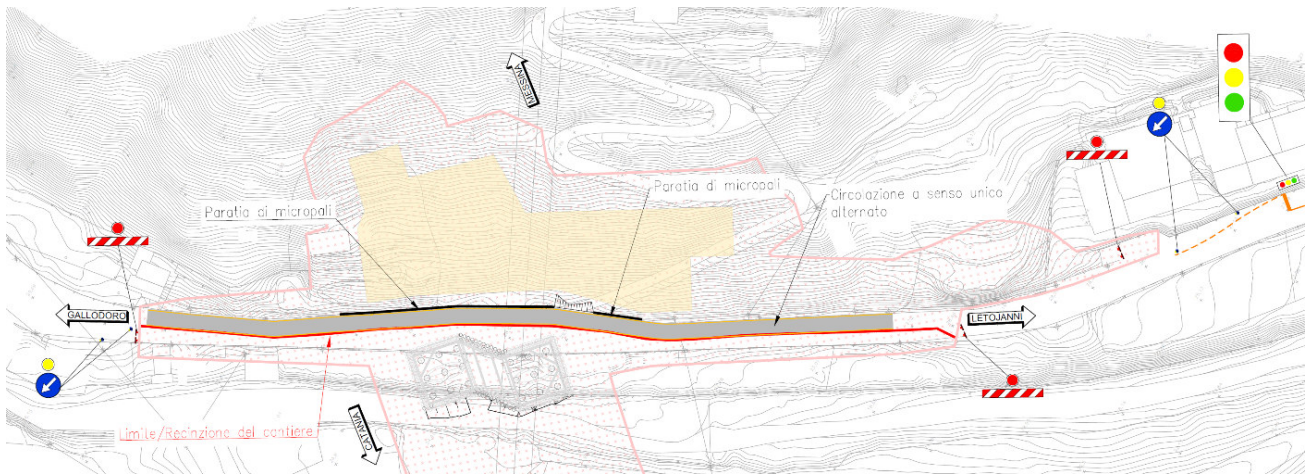 MESSINA
Paratia di micropali
Paratia di micropali
Circolazione a senso unico
alternato
GALLODORO
LETOJANNI
Limite/Recinzione del cantiere
CATANIA